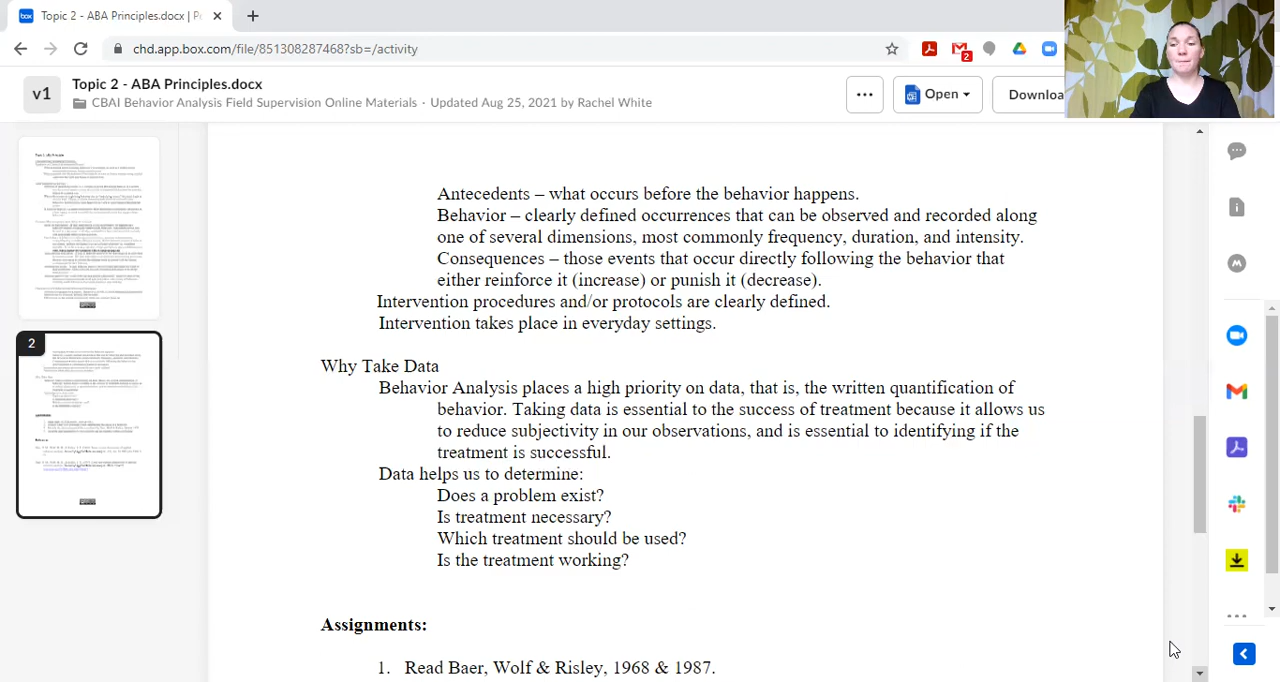 Topic 2 - ABA Principles.docx | P
chd.app.box.com/file/851308287468?sb=/activity
2
v1
Topic 2 - ABA Principles.docx
CBAI Behavior Analysis Field Supervision Online Materials · Updated Aug 25, 2021 by Rachel White
Open
Downloa
Antecedents – what occurs before the behavior happens.
Behavior – clearly defined occurrences that can be observed and recorded along
one of several dimensions, most commonly frequency, duration, and intensity.
Consequences – those events that occur directly following the behavior that
either reinforce it (increase) or punish it (decrease).
Intervention procedures and/or protocols are clearly defined.
Intervention takes place in everyday settings.
2
Why Take Data
Behavior Analysis places a high priority on data, that is, the written quantification of
behavior. Taking data is essential to the success of treatment because it allows us
to reduce subjectivity in our observations and is essential to identifying if the
treatment is successful.
Data helps us to determine:
Does a problem exist?
Is treatment necessary?
Which treatment should be used?
Is the treatment working?
Assignments:
1. Read Baer, Wolf & Risley, 1968 & 1987.